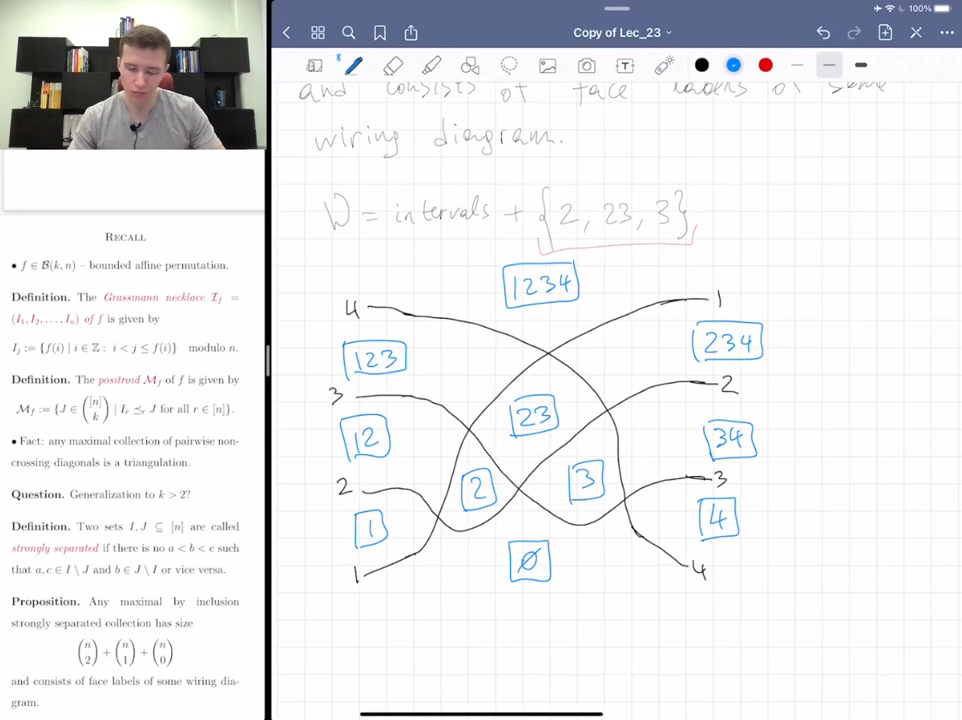 RECALL
• f ∈ B(k, n) – bounded affine permutation.
Definition. The Grassmann necklace I_f =
(I_1, I_2, . . . , I_n) of f is given by
I_j := {f(i) | i ∈ Z : i < j ≤ f(i)} modulo n.
Definition. The positroid M_f of f is given by
M_f := {J ∈ ([n] k) | I_r ⪯_r J for all r ∈ [n]}.
• Fact: any maximal collection of pairwise non-
crossing diagonals is a triangulation.
Question. Generalization to k > 2?
Definition. Two sets I, J ⊆ [n] are called
strongly separated if there is no a < b < c such
that a, c ∈ I \ J and b ∈ J \ I or vice versa.
Proposition. Any maximal by inclusion
strongly separated collection has size
(n 2) + (n 1) + (n 0)
and consists of face labels of some wiring dia-
gram.
100%
Copy of Lec_23
and consists of face labels of some
wiring diagram.
W = intervals + {2, 23, 3}
1234
4 1
123 234
3 2
23
12 34
2 3
2 3
1 4
∅
1 4